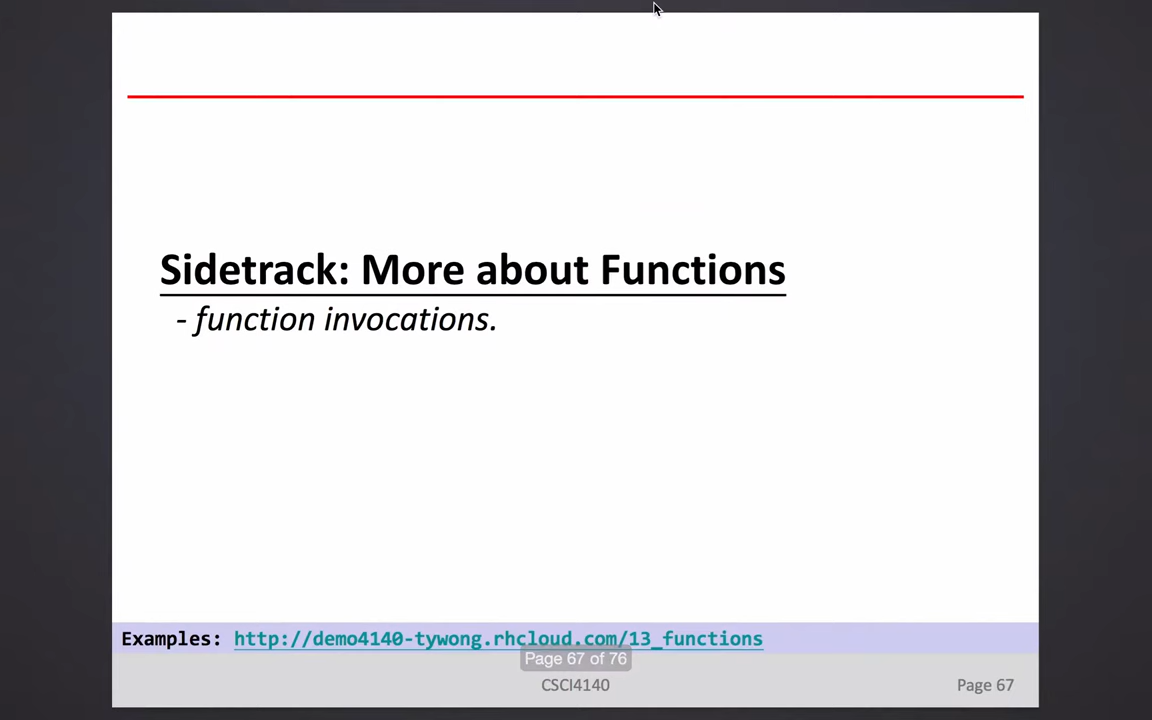 Sidetrack: More about Functions
- function invocations.
Examples: http://demo4140-tywong.rhcloud.com/13_functions
Page 67 of 76
CSCI4140
Page 67